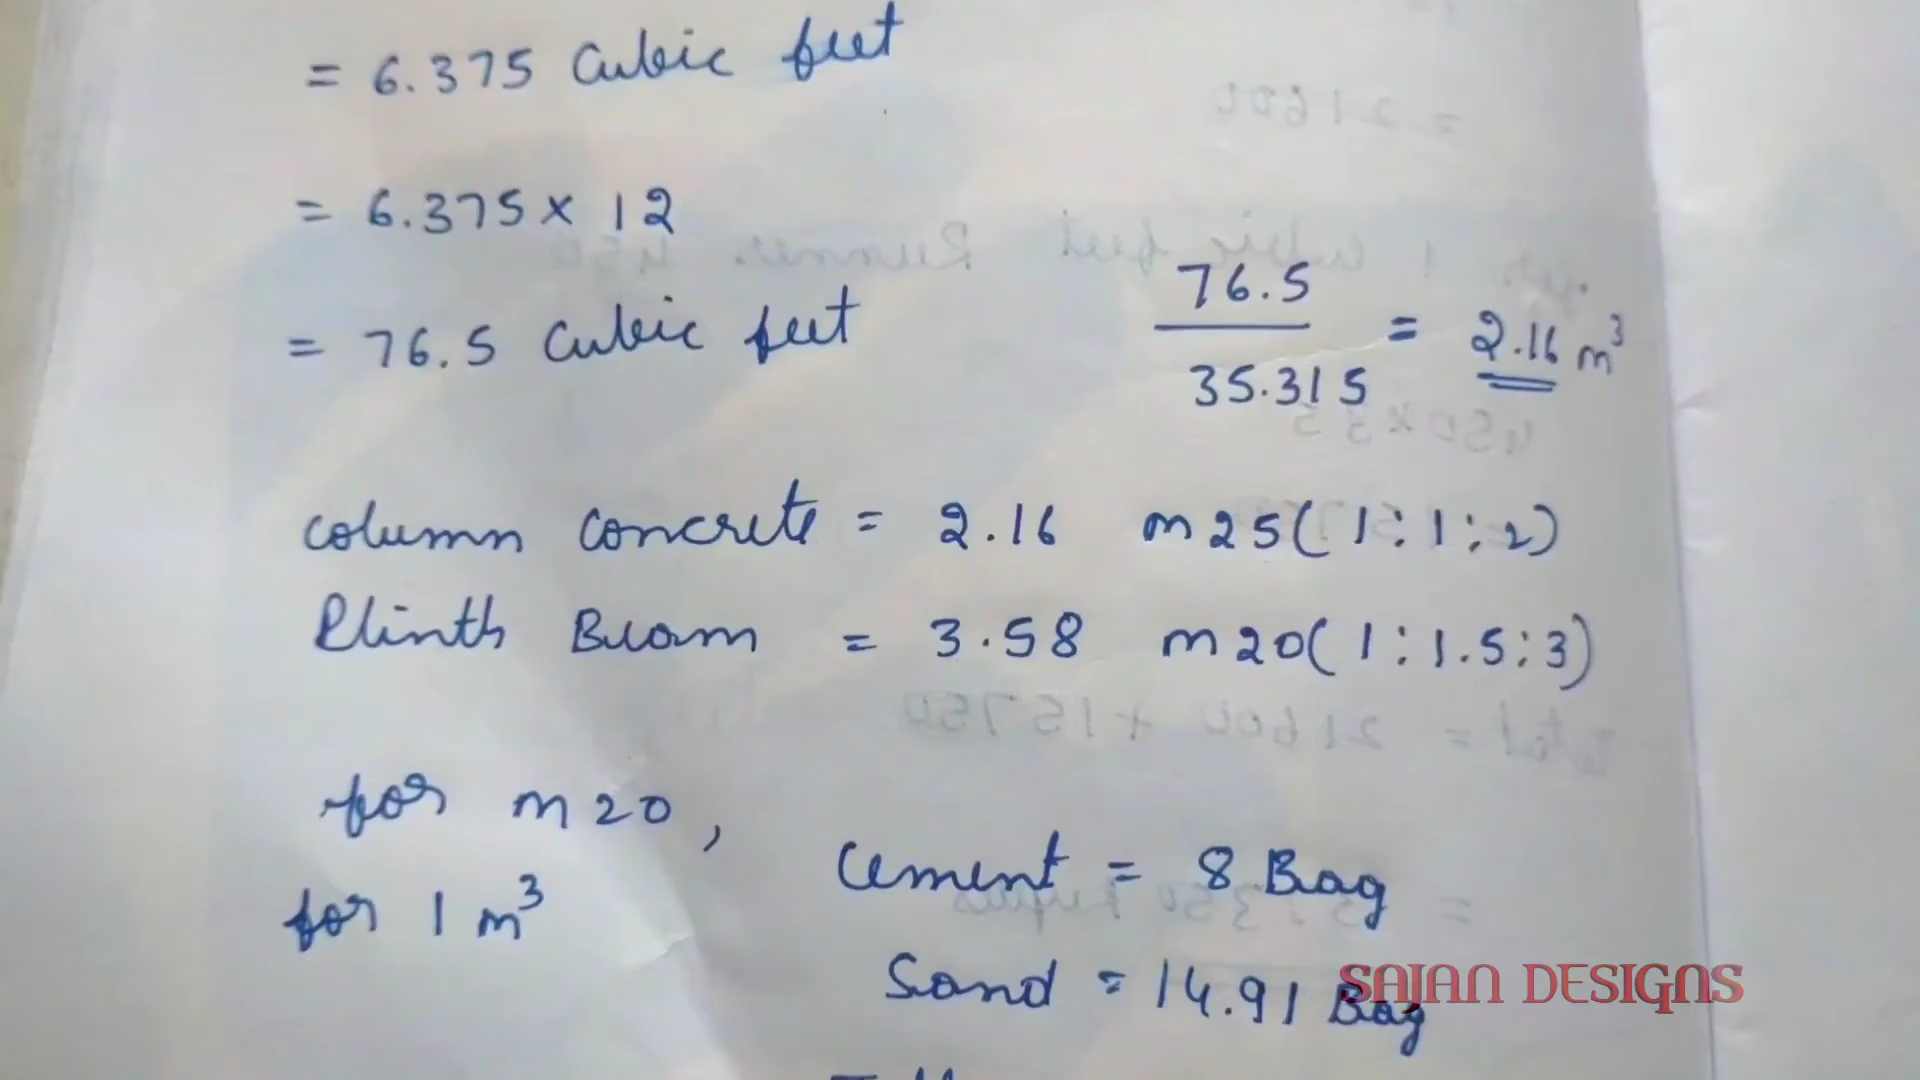 = 6.375 Cubic feet
= 6.375 x 12
= 76.5 Cubic feet
76.5
35.315
= 2.16 m³
column concrete = 2.16 m25 (1:1:2)
Plinth Beam = 3.58 m20 (1:1.5:3)
for m20,
for 1 m³
Cement = 8 Bag
Sand = 14.91 Bag
SAJAN DESIGNS